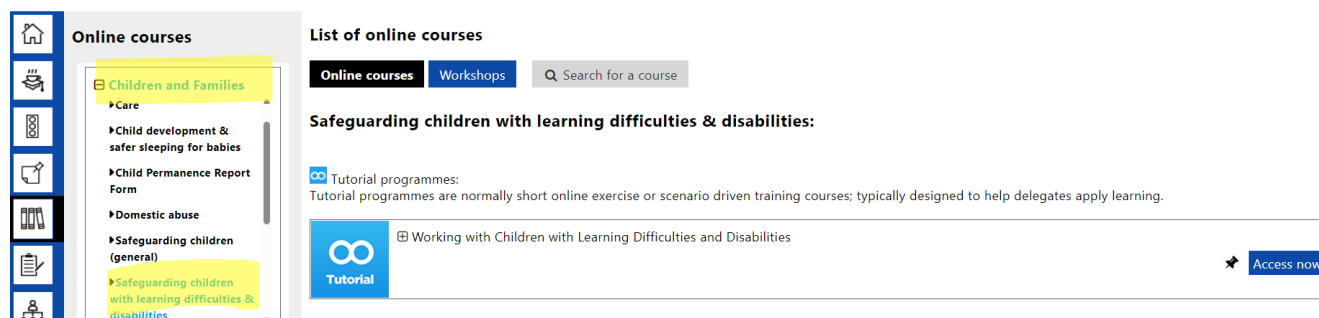 Online courses
Children and Families
Care
Child development &
safer sleeping for babies
Child Permanence Report
Form
Domestic abuse
Safeguarding children
(general)
Safeguarding children
with learning difficulties &
disabilities
List of online courses
Online courses
Workshops
Search for a course
Safeguarding children with learning difficulties & disabilities:
Tutorial programmes:
Tutorial programmes are normally short online exercise or scenario driven training courses; typically designed to help delegates apply learning.
Tutorial
Working with Children with Learning Difficulties and Disabilities
Access now